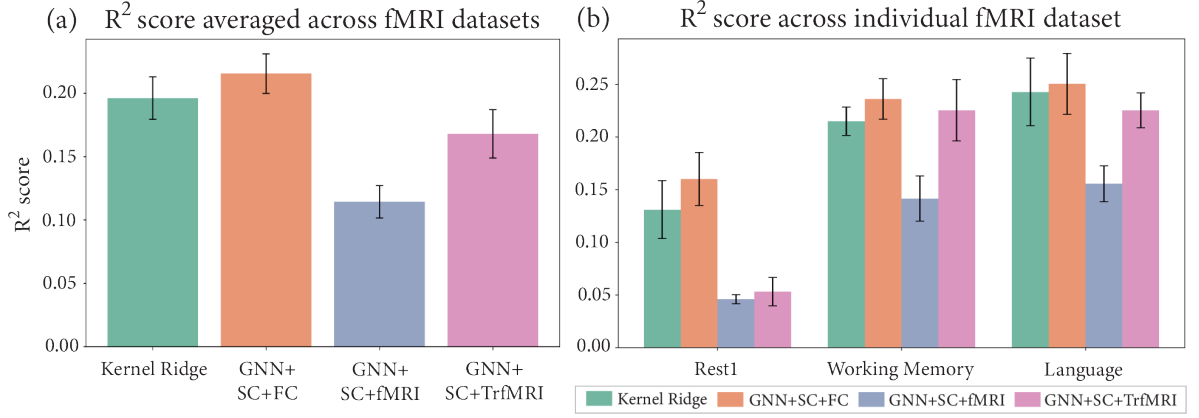 (a) R² score averaged across fMRI datasets
R² score
0.20
0.15
0.10
0.05
0.00
Kernel Ridge
GNN+
SC+FC
GNN+
SC+fMRI
GNN+
SC+TrfMRI
(b) R² score across individual fMRI dataset
0.25
0.20
0.15
0.10
0.05
0.00
Rest1
Working Memory
Language
Kernel Ridge GNN+SC+FC GNN+SC+fMRI GNN+SC+TrfMRI